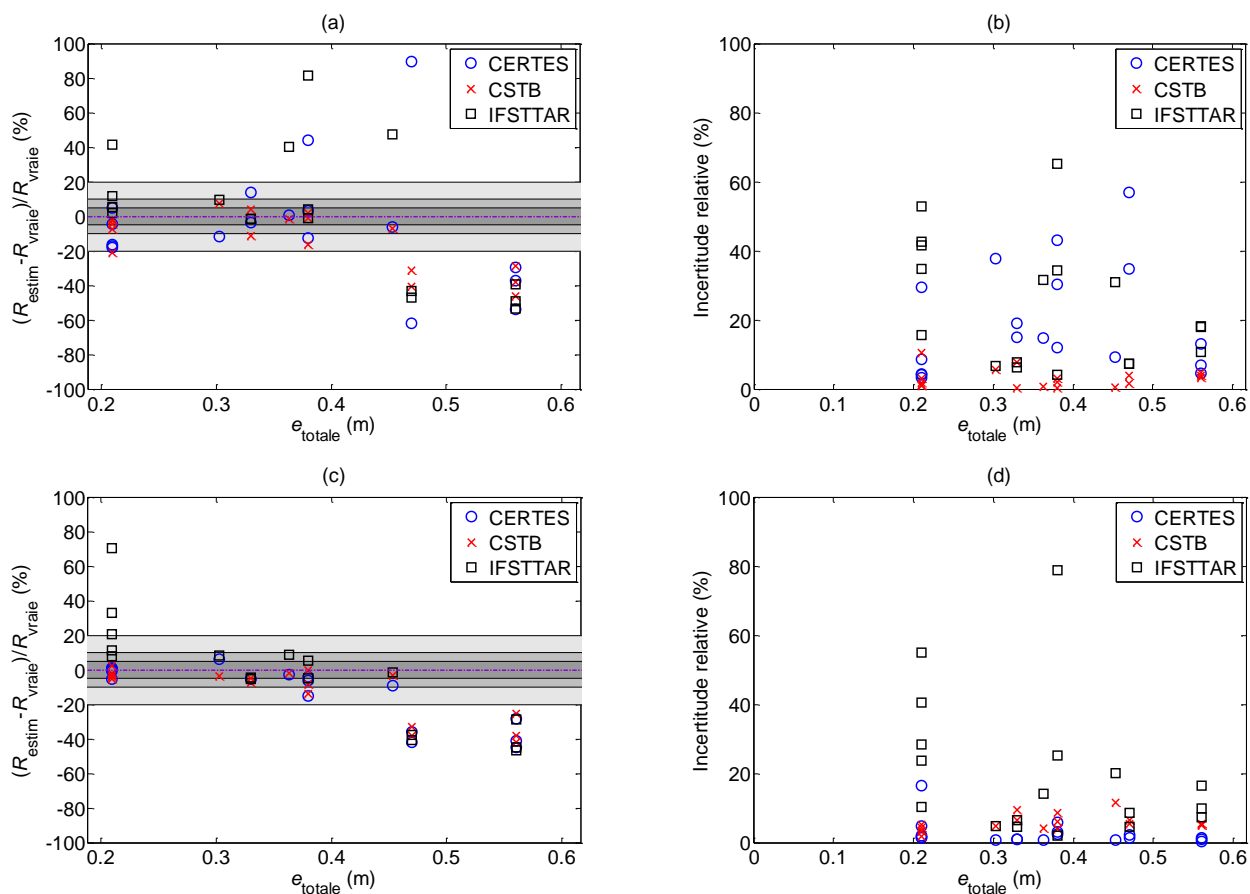 (a)
100
80
60
40
20
0
-20
-40
-60
-80
-100
(R_estim-R_vraie)/R_vraie (%)
0.2 0.3 0.4 0.5 0.6
e_totale (m)
CERTES
CSTB
IFSTTAR
(b)
100
80
60
40
20
0
Incertitude relative (%)
0 0.1 0.2 0.3 0.4 0.5 0.6
e_totale (m)
CERTES
CSTB
IFSTTAR
(c)
100
80
60
40
20
0
-20
-40
-60
-80
-100
(R_estim-R_vraie)/R_vraie (%)
0.2 0.3 0.4 0.5 0.6
e_totale (m)
CERTES
CSTB
IFSTTAR
(d)
100
80
60
40
20
0
Incertitude relative (%)
0 0.1 0.2 0.3 0.4 0.5 0.6
e_totale (m)
CERTES
CSTB
IFSTTAR